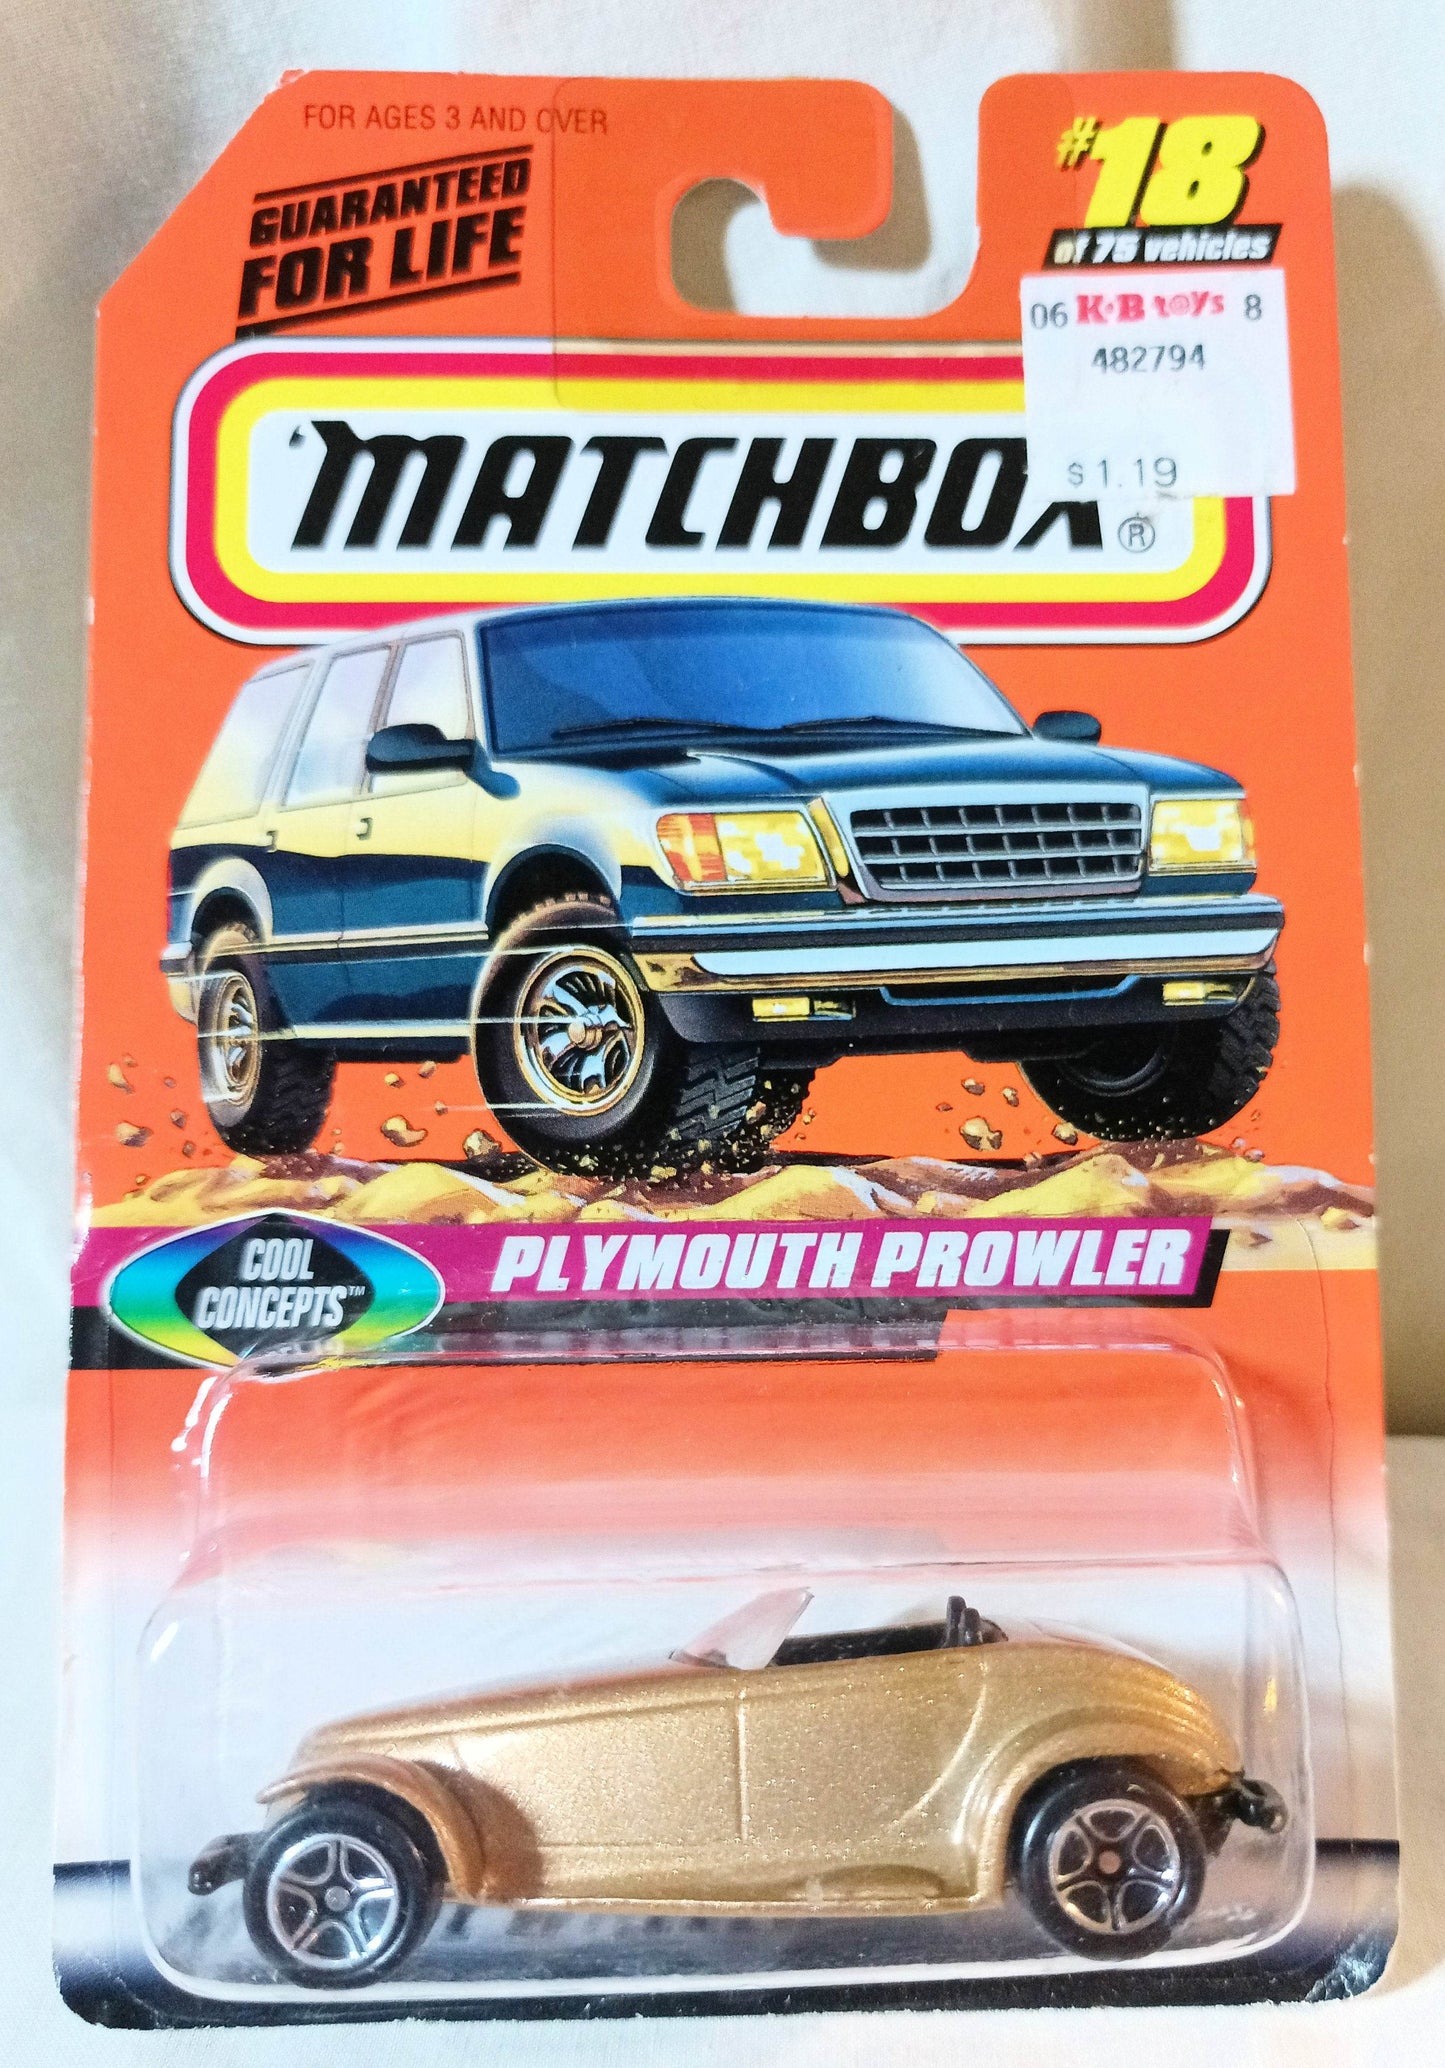 FOR AGES 3 AND OVER
GUARANTEED
FOR LIFE
#18
of 75 vehicles
06 K·B toys 8
482794
$1.19
MATCHBOX®
COOL
CONCEPTS™
PLYMOUTH PROWLER